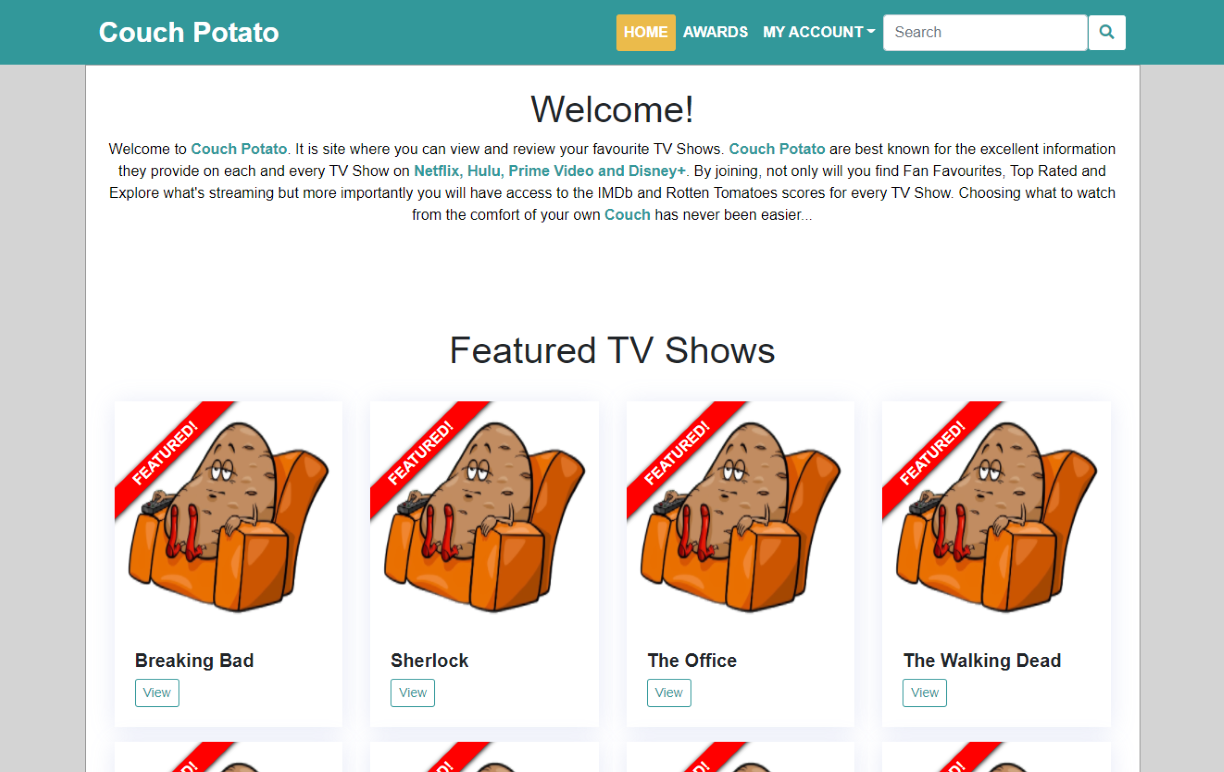 Couch Potato
HOME AWARDS MY ACCOUNT Search
Welcome!
Welcome to Couch Potato. It is site where you can view and review your favourite TV Shows. Couch Potato are best known for the excellent information
they provide on each and every TV Show on Netflix, Hulu, Prime Video and Disney+. By joining, not only will you find Fan Favourites, Top Rated and
Explore what's streaming but more importantly you will have access to the IMDb and Rotten Tomatoes scores for every TV Show. Choosing what to watch
from the comfort of your own Couch has never been easier...
Featured TV Shows
FEATURED! FEATURED! FEATURED! FEATURED!
Breaking Bad Sherlock The Office The Walking Dead
View View View View